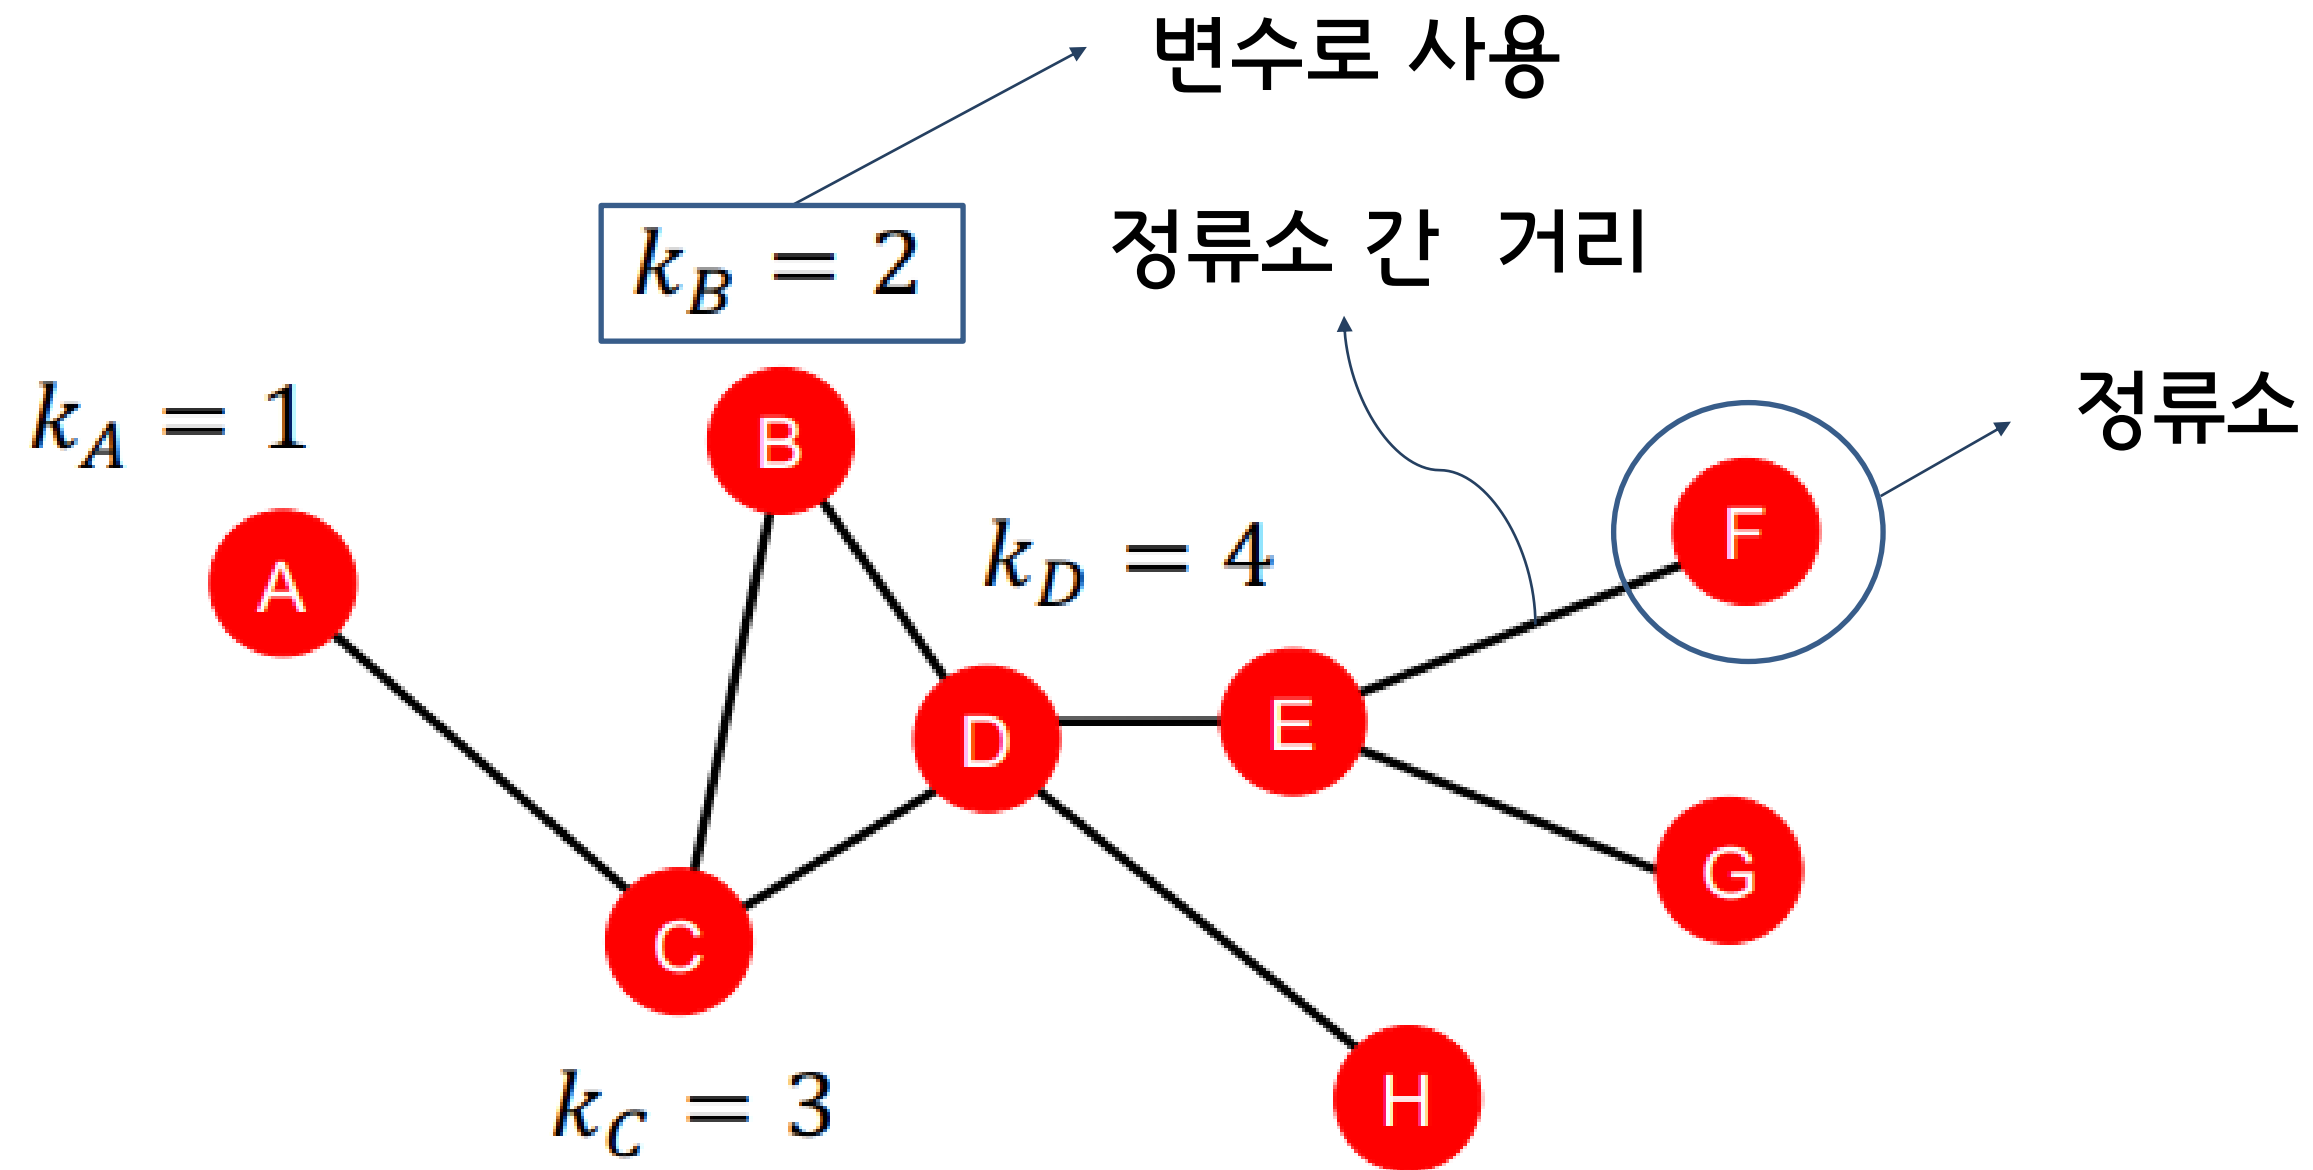 변수로 사용
정류소 간 거리
k_B = 2
정류소
k_A = 1
B
k_D = 4
F
A
D
E
G
C
H
k_C = 3